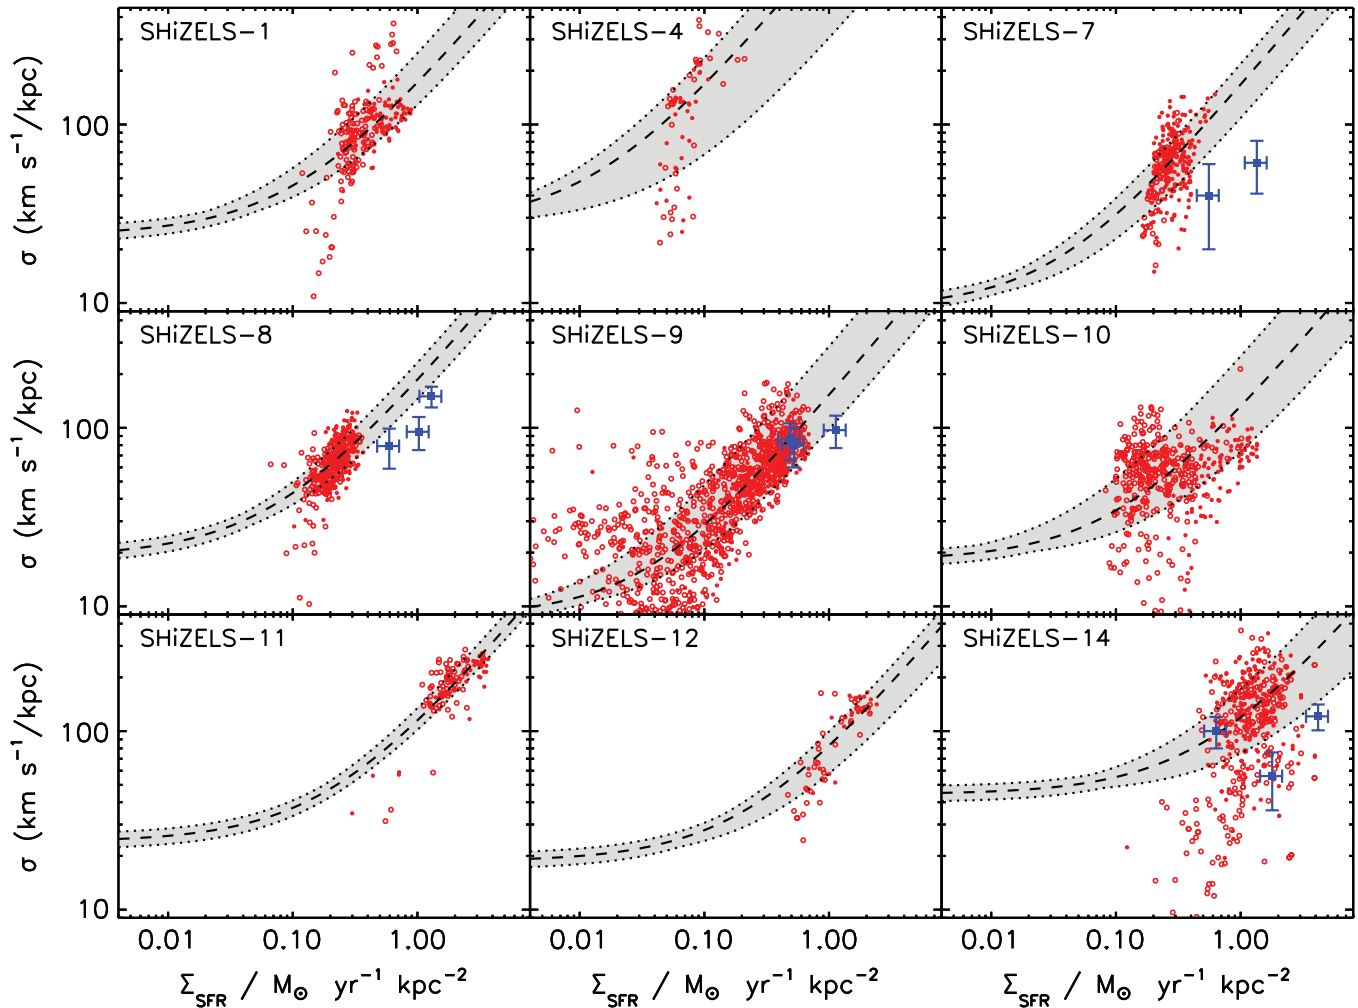 SHiZELS-1
SHiZELS-4
SHiZELS-7
σ (km s⁻¹/kpc)
100
10
SHiZELS-8
SHiZELS-9
SHiZELS-10
σ (km s⁻¹/kpc)
100
10
SHiZELS-11
SHiZELS-12
SHiZELS-14
σ (km s⁻¹/kpc)
100
10
0.01 0.10 1.00
0.01 0.10 1.00
0.01 0.10 1.00
Σ_SFR / M_⊙ yr⁻¹ kpc⁻²
Σ_SFR / M_⊙ yr⁻¹ kpc⁻²
Σ_SFR / M_⊙ yr⁻¹ kpc⁻²